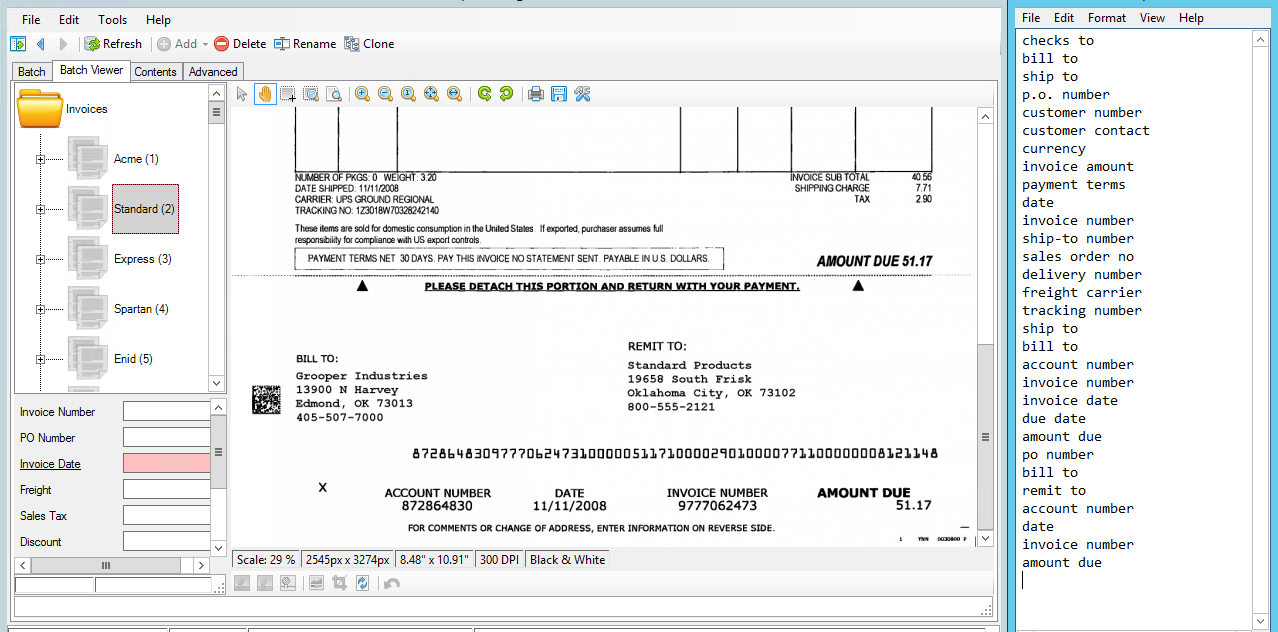 File Edit Tools Help
Refresh Add Delete Rename Clone
Batch Batch Viewer Contents Advanced
Invoices
Acme (1)
Standard (2)
Express (3)
Spartan (4)
Enid (5)
Invoice Number
PO Number
Invoice Date
Freight
Sales Tax
Discount
NUMBER OF PKGS: 0 WEIGHT: 3.20
DATE SHIPPED: 11/11/2008
CARRIER: UPS GROUND REGIONAL
TRACKING NO: 1Z3018W70328242140
INVOICE SUB TOTAL 40.56
SHIPPING CHARGE 7.71
TAX 2.90
These items are sold for domestic consumption in the United States. If exported, purchaser assumes full
responsibility for compliance with US export controls.
PAYMENT TERMS NET 30 DAYS. PAY THIS INVOICE NO STATEMENT SENT. PAYABLE IN U.S. DOLLARS.
AMOUNT DUE 51.17
PLEASE DETACH THIS PORTION AND RETURN WITH YOUR PAYMENT.
BILL TO:
Grooper Industries
13900 N Harvey
Edmond, OK 73013
405-507-7000
REMIT TO:
Standard Products
19658 South Frisk
Oklahoma City, OK 73102
800-555-2121
872864830977706247310000051171000029010000771100000008121148
X
ACCOUNT NUMBER DATE INVOICE NUMBER AMOUNT DUE
872864830 11/11/2008 9777062473 51.17
FOR COMMENTS OR CHANGE OF ADDRESS, ENTER INFORMATION ON REVERSE SIDE.
Scale: 29 % 2545px x 3274px 8.48" x 10.91" 300 DPI Black & White
File Edit Format View Help
checks to
bill to
ship to
p.o. number
customer number
customer contact
currency
invoice amount
payment terms
date
invoice number
ship-to number
sales order no
delivery number
freight carrier
tracking number
ship to
bill to
account number
invoice number
invoice date
due date
amount due
po number
bill to
remit to
account number
date
invoice number
amount due